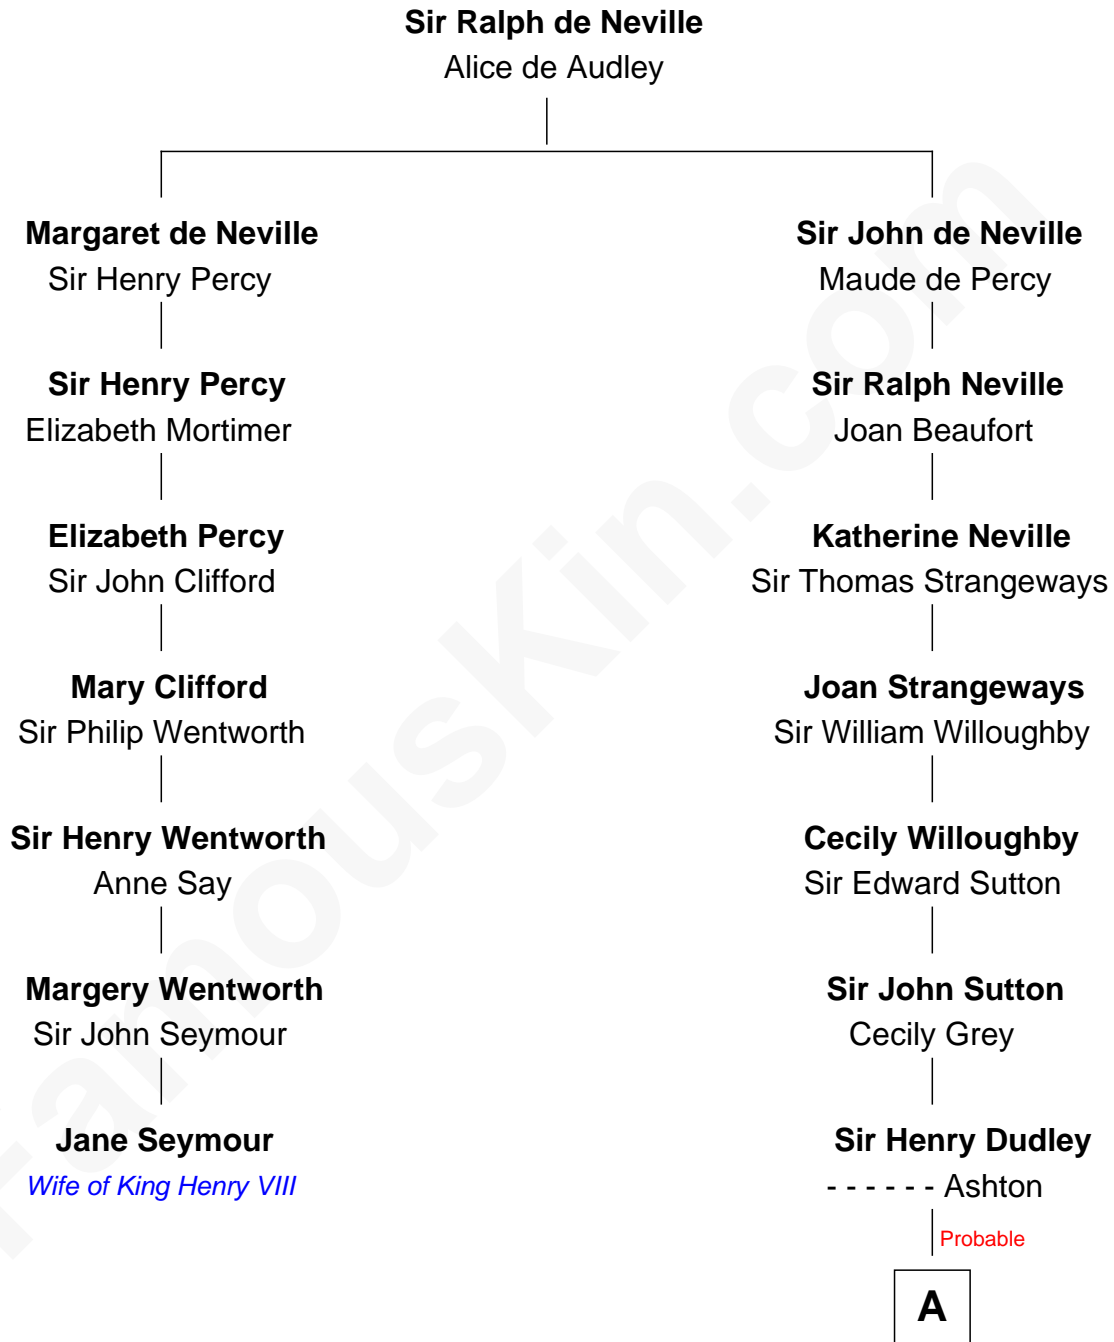 Sir Ralph de Neville
Alice de Audley
Margaret de Neville
Sir Henry Percy
Sir John de Neville
Maude de Percy
Sir Henry Percy
Elizabeth Mortimer
Sir Ralph Neville
Joan Beaufort
Elizabeth Percy
Sir John Clifford
Katherine Neville
Sir Thomas Strangeways
Mary Clifford
Sir Philip Wentworth
Joan Strangeways
Sir William Willoughby
Sir Henry Wentworth
Anne Say
Cecily Willoughby
Sir Edward Sutton
Margery Wentworth
Sir John Seymour
Sir John Sutton
Cecily Grey
Jane Seymour
Wife of King Henry VIII
Sir Henry Dudley
- - - - - - Ashton
Probable
A
FamousKin.com